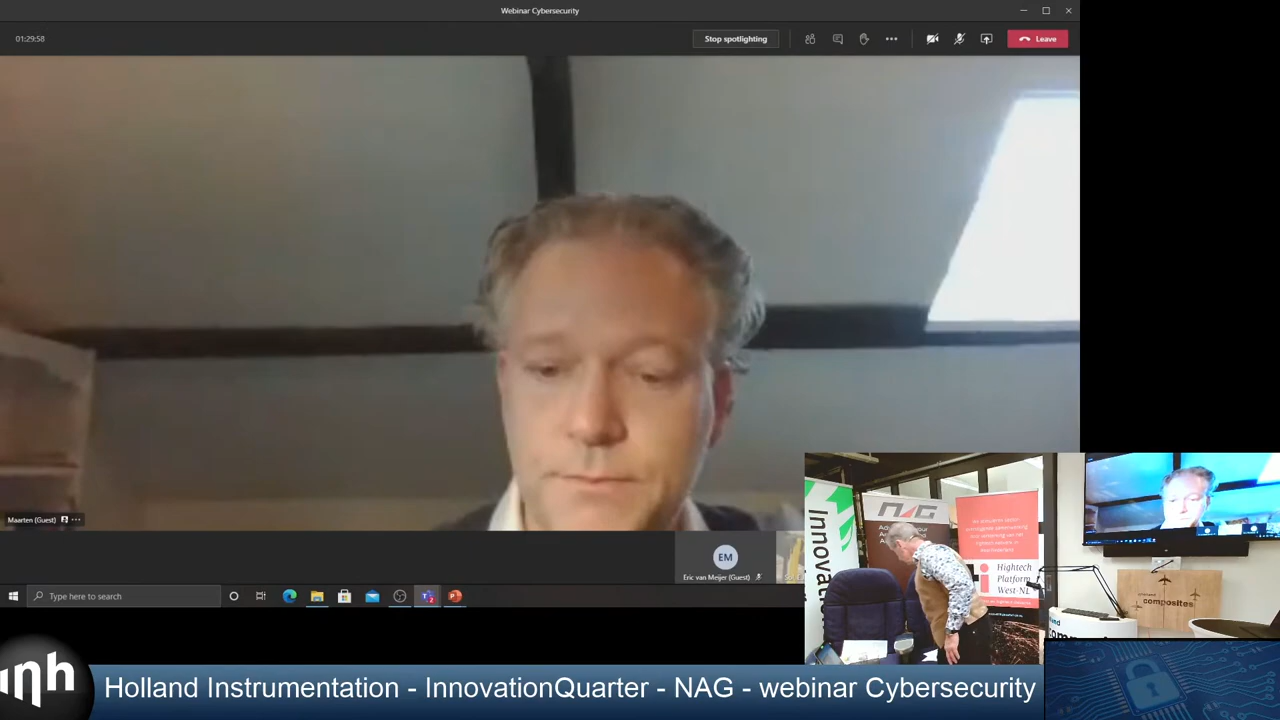 Webinar Cybersecurity
01:29:58
Stop spotlighting
Leave
Maarten (Guest)
EM
Eric van Meijer (Guest)
Type here to search
NAG
Hightech
Platform
West-NL
composites
Holland Instrumentation - InnovationQuarter - NAG - webinar Cybersecurity